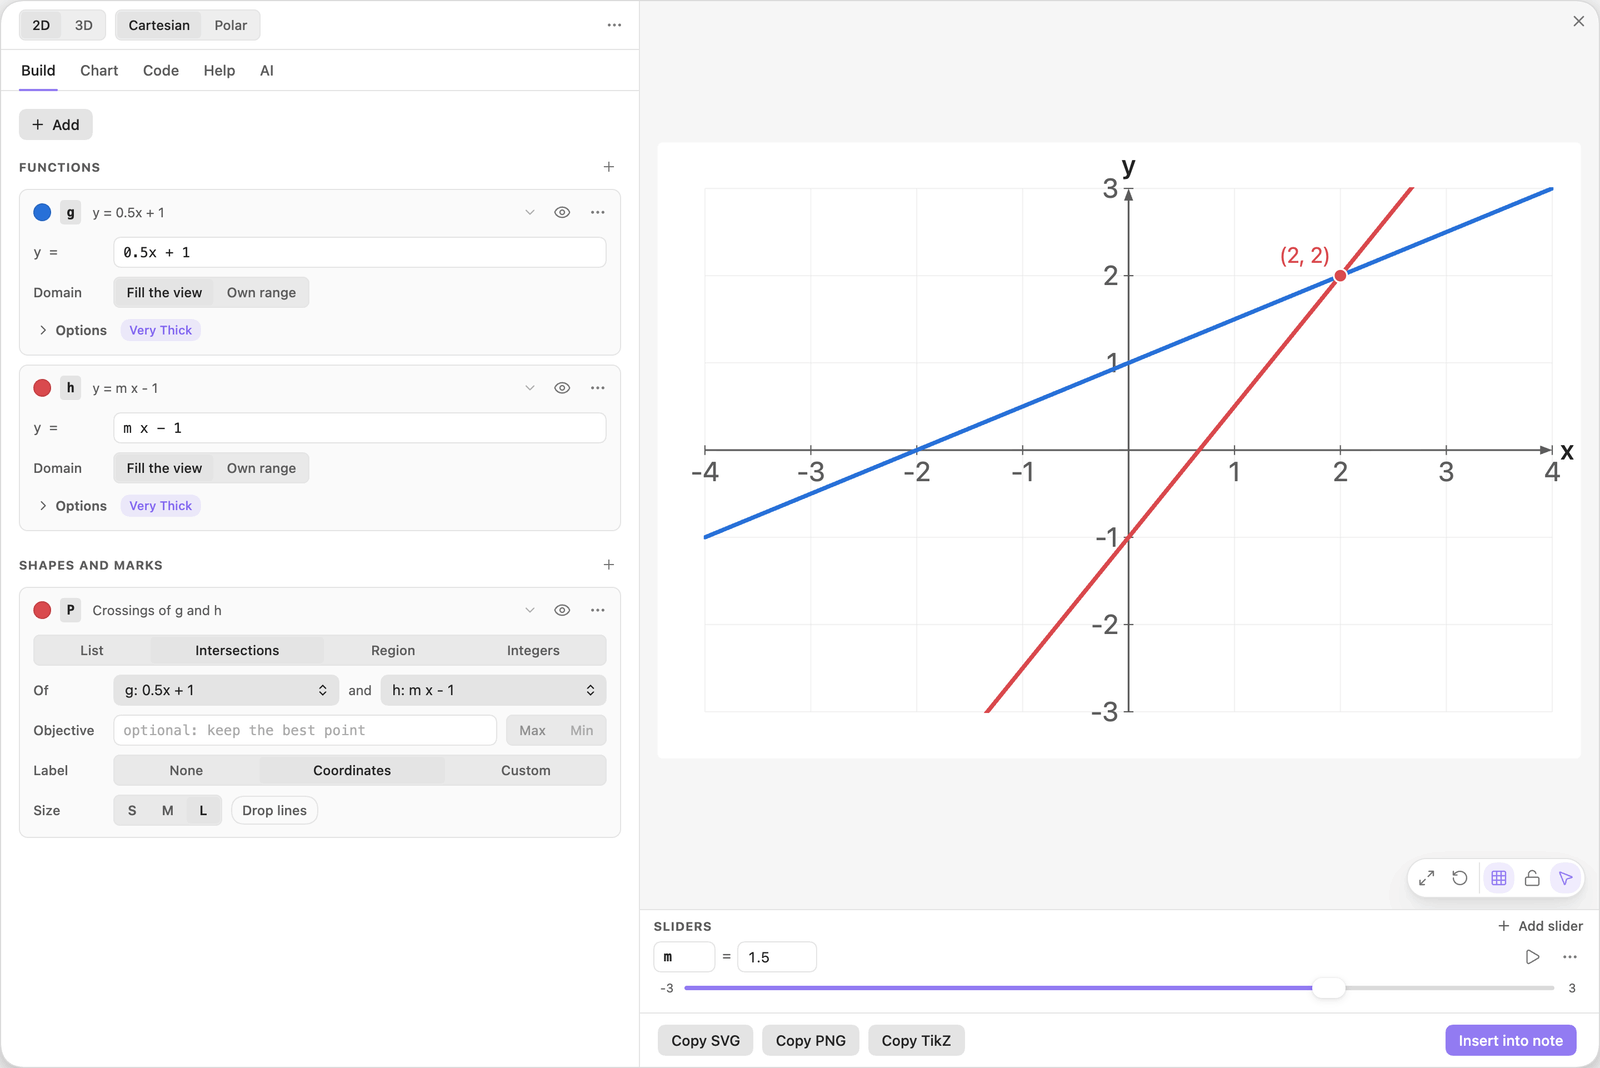 2D 3D Cartesian Polar
Build Chart Code Help AI
+ Add
FUNCTIONS
g y = 0.5x + 1
y = 0.5x + 1
Domain Fill the view Own range
Options Very Thick
h y = m x - 1
y = m x − 1
Domain Fill the view Own range
Options Very Thick
SHAPES AND MARKS
P Crossings of g and h
List Intersections Region Integers
Of g: 0.5x + 1 and h: m x - 1
Objective optional: keep the best point Max Min
Label None Coordinates Custom
Size S M L Drop lines
y
3
(2, 2)
2
1
x
-4 -3 -2 -1 1 2 3 4
-1
-2
-3
SLIDERS + Add slider
m = 1.5
-3 3
Copy SVG Copy PNG Copy TikZ Insert into note